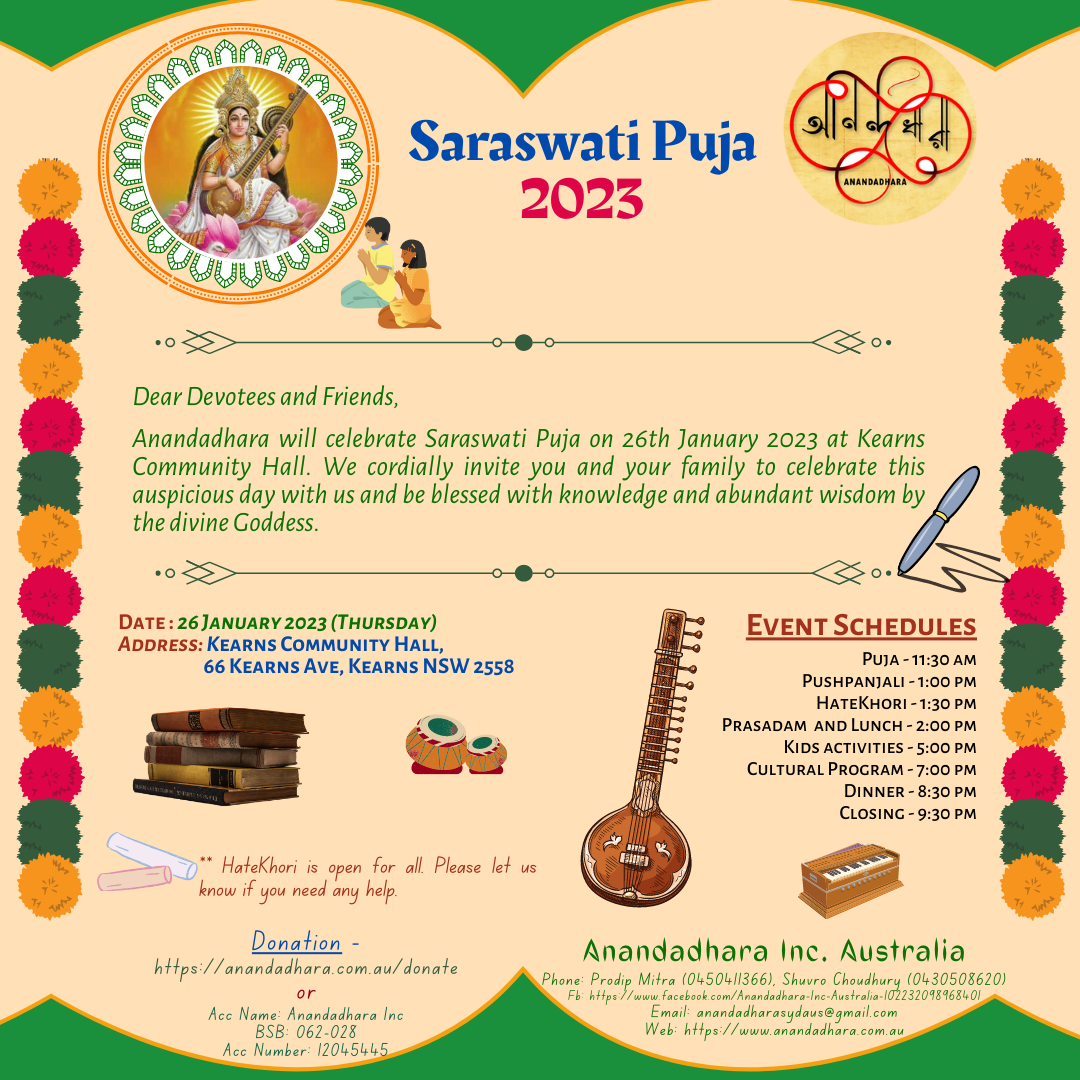 Saraswati Puja
2023
আনন্দধারা
ANANDADHARA
Dear Devotees and Friends,
Anandadhara will celebrate Saraswati Puja on 26th January 2023 at Kearns
Community Hall. We cordially invite you and your family to celebrate this
auspicious day with us and be blessed with knowledge and abundant wisdom by
the divine Goddess.
Date : 26 January 2023 (Thursday)
Address: Kearns Community Hall,
66 Kearns Ave, Kearns NSW 2558
Event Schedules
Puja - 11:30 am
Pushpanjali - 1:00 pm
HateKhori - 1:30 pm
Prasadam and Lunch - 2:00 pm
Kids activities - 5:00 pm
Cultural Program - 7:00 pm
Dinner - 8:30 pm
Closing - 9:30 pm
** HateKhori is open for all. Please let us
know if you need any help.
Donation -
https://anandadhara.com.au/donate
or
Acc Name: Anandadhara Inc
BSB: 062-028
Acc Number: 12045445
Anandadhara Inc. Australia
Phone: Prodip Mitra (0450411366), Shuvro Choudhury (0430508620)
Fb: https://www.facebook.com/Anandadhara-Inc-Australia-102232098968401
Email: anandadharasydaus@gmail.com
Web: https://www.anandadhara.com.au